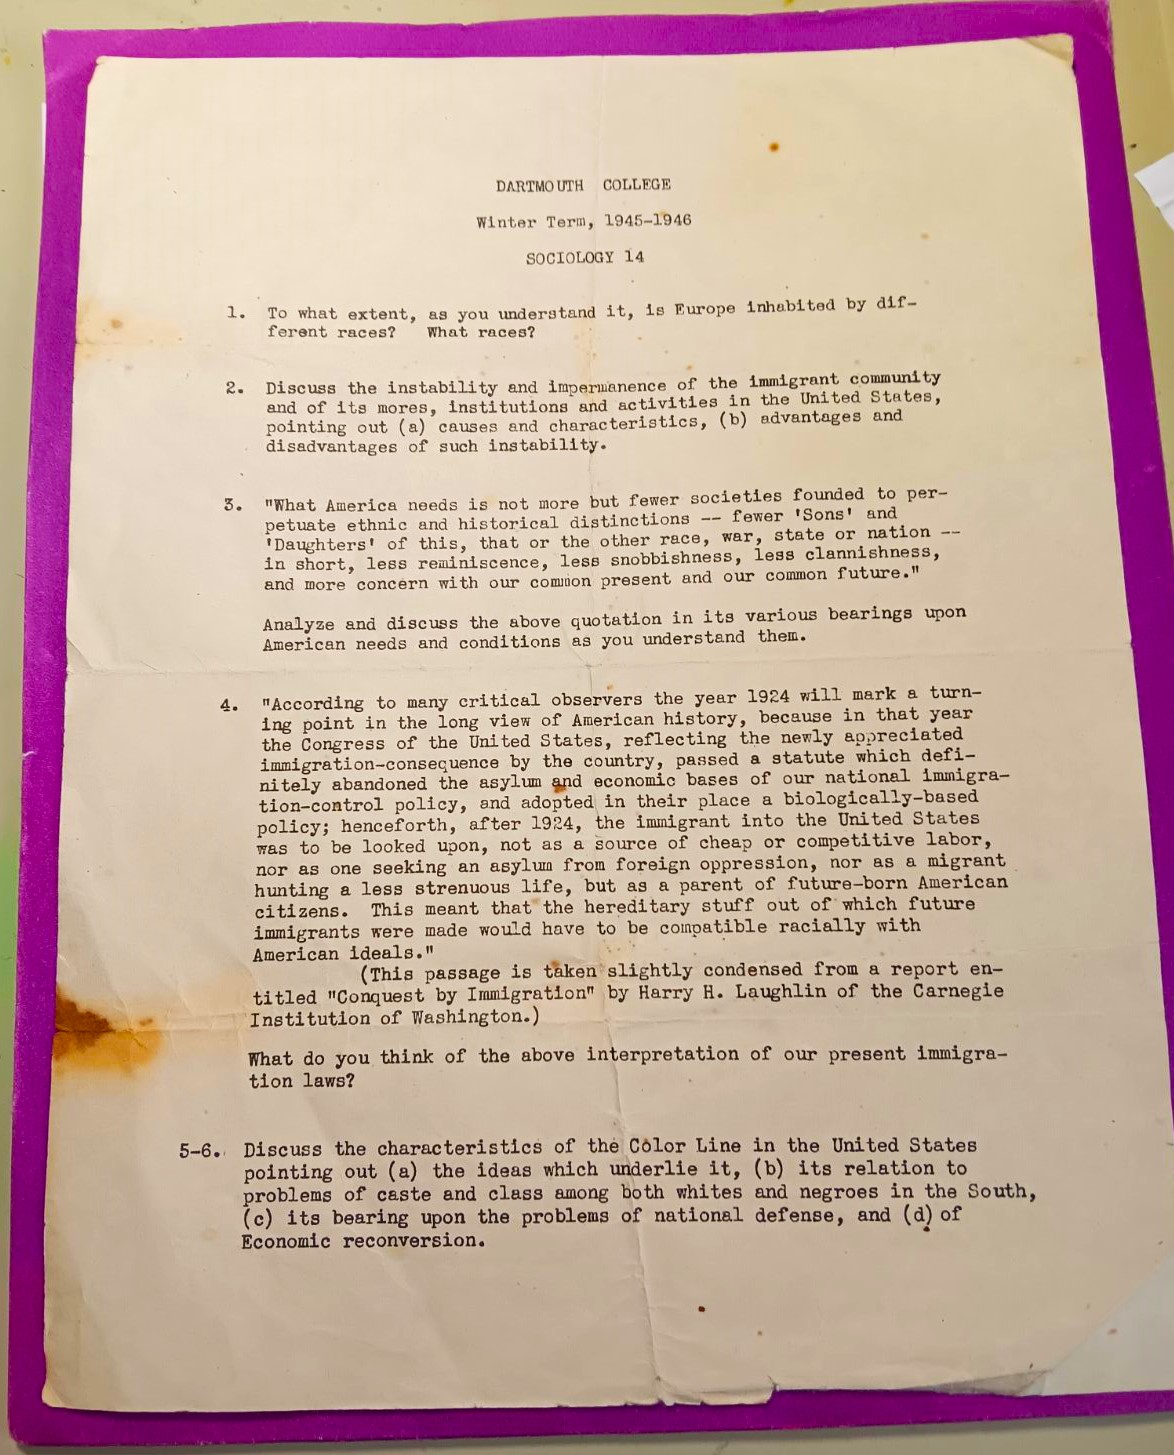 DARTMOUTH COLLEGE
Winter Term, 1945-1946
SOCIOLOGY 14
1. To what extent, as you understand it, is Europe inhabited by dif-
ferent races? What races?
2. Discuss the instability and impermanence of the immigrant community
and of its mores, institutions and activities in the United States,
pointing out (a) causes and characteristics, (b) advantages and
disadvantages of such instability.
3. "What America needs is not more but fewer societies founded to per-
petuate ethnic and historical distinctions -- fewer 'Sons' and
'Daughters' of this, that or the other race, war, state or nation --
in short, less reminiscence, less snobbishness, less clannishness,
and more concern with our common present and our common future."
Analyze and discuss the above quotation in its various bearings upon
American needs and conditions as you understand them.
4. "According to many critical observers the year 1924 will mark a turn-
ing point in the long view of American history, because in that year
the Congress of the United States, reflecting the newly appreciated
immigration-consequence by the country, passed a statute which defi-
nitely abandoned the asylum and economic bases of our national immigra-
tion-control policy, and adopted in their place a biologically-based
policy; henceforth, after 1924, the immigrant into the United States
was to be looked upon, not as a source of cheap or competitive labor,
nor as one seeking an asylum from foreign oppression, nor as a migrant
hunting a less strenuous life, but as a parent of future-born American
citizens. This meant that the hereditary stuff out of which future
immigrants were made would have to be compatible racially with
American ideals."
(This passage is taken slightly condensed from a report en-
titled "Conquest by Immigration" by Harry H. Laughlin of the Carnegie
Institution of Washington.)
What do you think of the above interpretation of our present immigra-
tion laws?
5-6. Discuss the characteristics of the Color Line in the United States
pointing out (a) the ideas which underlie it, (b) its relation to
problems of caste and class among both whites and negroes in the South,
(c) its bearing upon the problems of national defense, and (d) of
Economic reconversion.